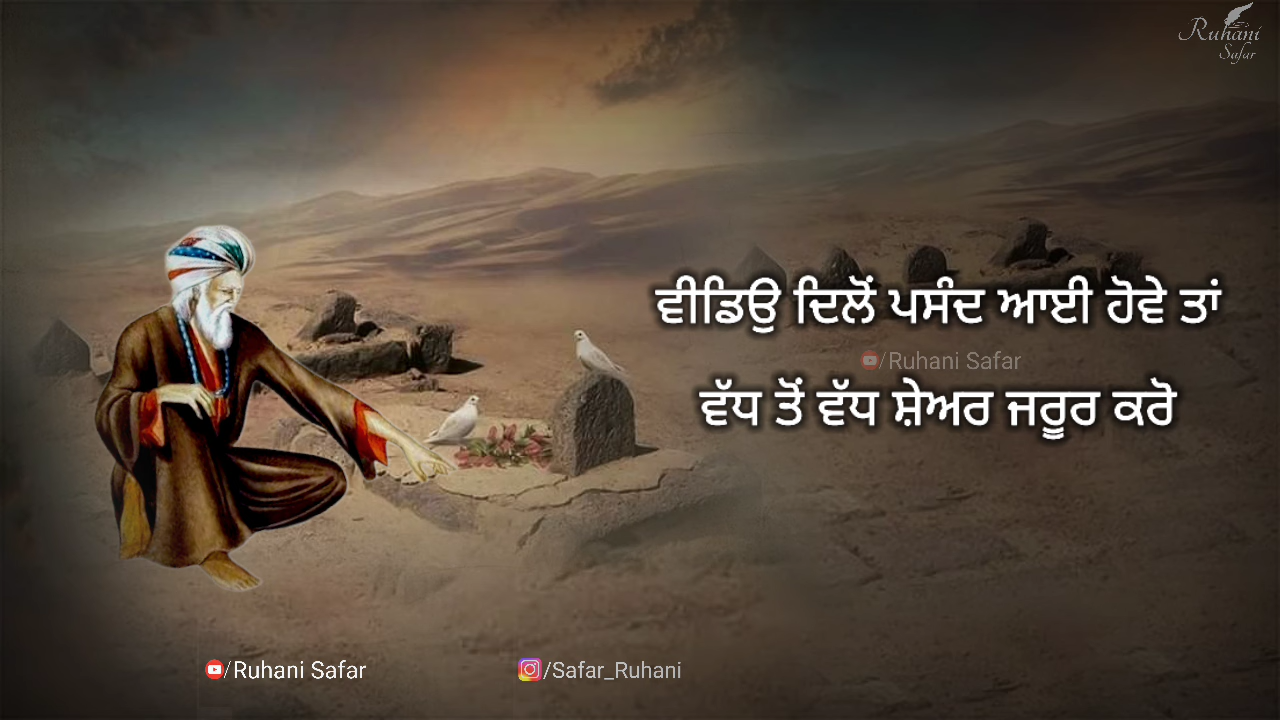 Ruhani
Safar
ਵੀਡਿਉ ਦਿਲੋਂ ਪਸੰਦ ਆਈ ਹੋਵੇ ਤਾਂ
/Ruhani Safar
ਵੱਧ ਤੋਂ ਵੱਧ ਸ਼ੇਅਰ ਜਰੂਰ ਕਰੋ
/Ruhani Safar
/Safar_Ruhani